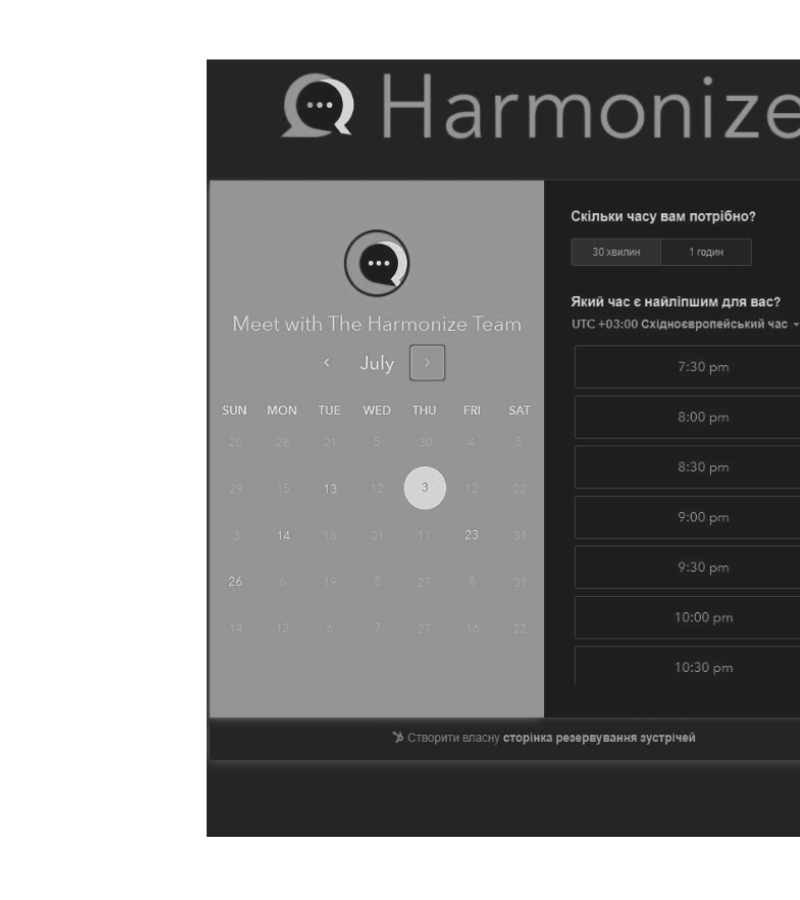 Harmonize
Meet with The Harmonize Team
July
SUN MON TUE WED THU FRI SAT
20 28 21 5 30 4 5
29 15 13 12 3 12 22
3 14 18 21 11 23 31
26 6 19 8 27 8 31
14 12 6 7 27 16 22
Скільки часу вам потрібно?
30 хвилин 1 годин
Який час є найліпшим для вас?
UTC +03:00 Східноєвропейський час
7:30 pm
8:00 pm
8:30 pm
9:00 pm
9:30 pm
10:00 pm
10:30 pm
Створити власну сторінка резервування зустрічей